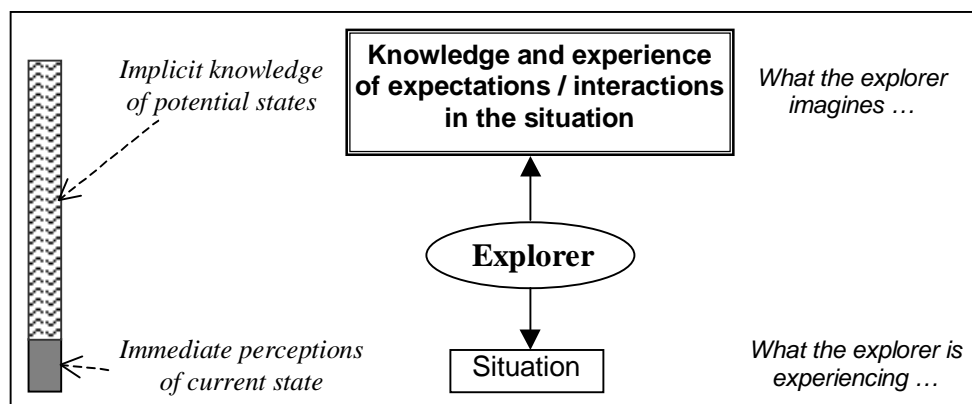 Implicit knowledge
of potential states
Knowledge and experience
of expectations / interactions
in the situation
What the explorer
imagines …
Explorer
Immediate perceptions
of current state
Situation
What the explorer is
experiencing …